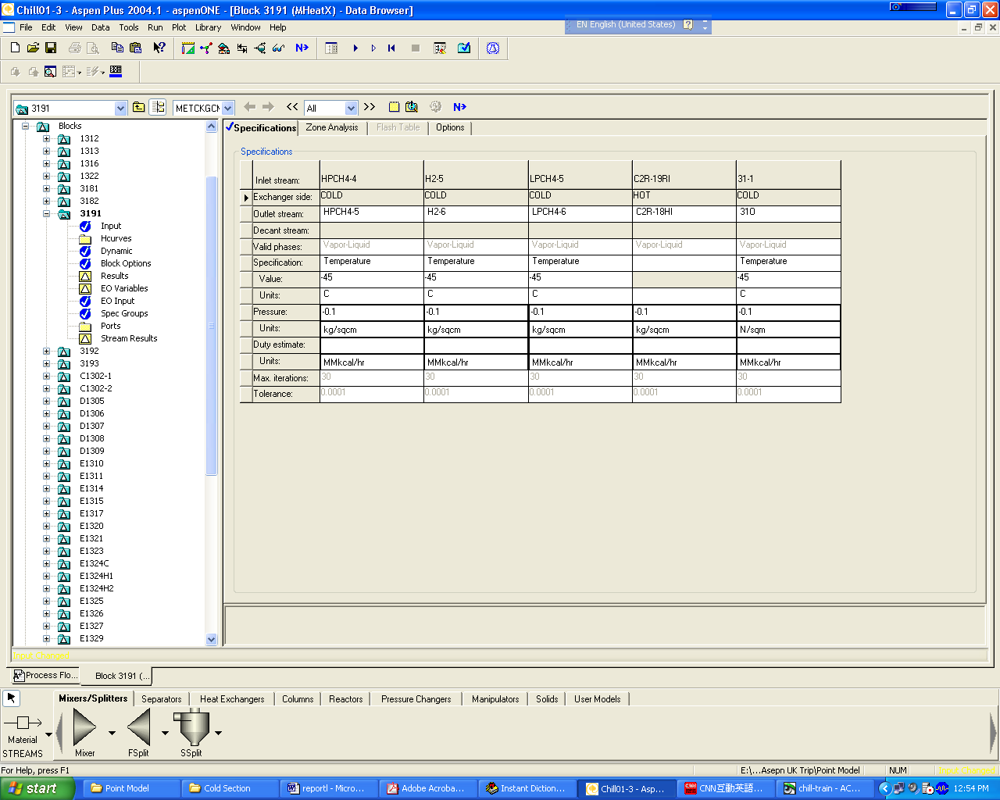 Chill01-3 - Aspen Plus 2004.1 - aspenONE - [Block 3191 (MHeatX) - Data Browser]
File Edit View Data Tools Run Plot Library Window Help
EN English (United States)
N>
3191 METCKGCN All N>
Blocks
1312
1313
1316
1322
3181
3182
3191
Input
Hcurves
Dynamic
Block Options
Results
EO Variables
EO Input
Spec Groups
Ports
Stream Results
3192
3193
C1302-1
C1302-2
D1305
D1306
D1307
D1308
D1309
E1310
E1311
E1314
E1315
E1317
E1320
E1321
E1323
E1324C
E1324H1
E1324H2
E1325
E1326
E1327
E1329
Specifications Zone Analysis Flash Table Options
Specifications
Inlet stream: HPCH4-4 H2-5 LPCH4-5 C2R-19RI 31-1
Exchanger side: COLD COLD COLD HOT COLD
Outlet stream: HPCH4-5 H2-6 LPCH4-6 C2R-18HI 31O
Decant stream:
Valid phases: Vapor-Liquid Vapor-Liquid Vapor-Liquid Vapor-Liquid Vapor-Liquid
Specification: Temperature Temperature Temperature Temperature
Value: -45 -45 -45 -45
Units: C C C C
Pressure: -0.1 -0.1 -0.1 -0.1 -0.1
Units: kg/sqcm kg/sqcm kg/sqcm kg/sqcm N/sqm
Duty estimate:
Units: MMkcal/hr MMkcal/hr MMkcal/hr MMkcal/hr MMkcal/hr
Max. iterations: 30 30 30 30 30
Tolerance: 0.0001 0.0001 0.0001 0.0001 0.0001
Process Flo... Block 3191 (...
Mixers/Splitters Separators Heat Exchangers Columns Reactors Pressure Changers Manipulators Solids User Models
Material
STREAMS
Mixer FSplit SSplit
For Help, press F1 E:\...Asepn UK Trip\Point Model NUM Input Changed
start Point Model Cold Section reportl - Micro... Adobe Acroba... Instant Diction... Chill01-3 - Asp... CNN互動英語... chill-train - AC... 12:54 PM